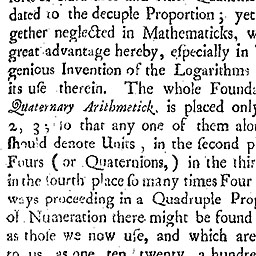 dated to the decuple Proportion; yet
gether neglected in Mathematicks, w
great advantage hereby, eſpecially in
genious Invention of the Logarithms
its uſe therein. The whole Founda
Quaternary Arithmetick, is placed only
2, 3, ſo that any one of them alon
ſhould denote Units, in the ſecond p
Fours (or Quaternions,) in the thir
in the fourth place ſo many times Four
ways proceeding in a Quadruple Prop
of Numeration there might be found
as thoſe we now uſe, and which are
to us, as one, ten, twenty, a hundre